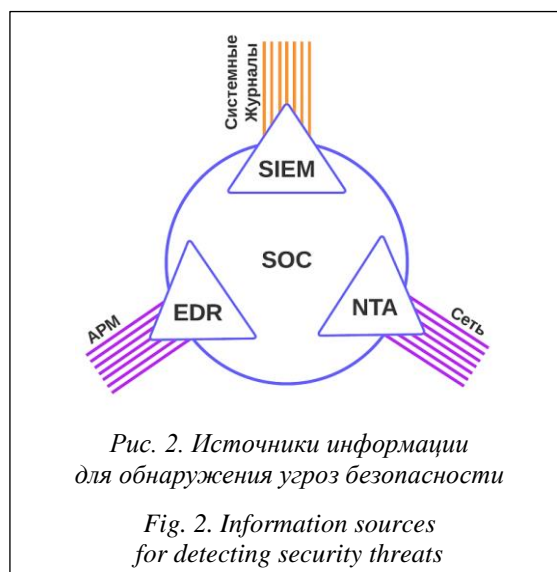 Системные
Журналы
SIEM
SOC
EDR
NTA
АРМ
Сеть
Рис. 2. Источники информации
для обнаружения угроз безопасности
Fig. 2. Information sources
for detecting security threats